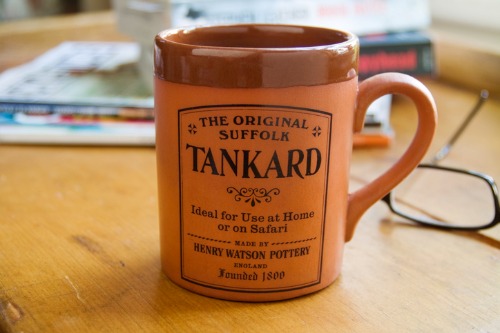 THE ORIGINAL
SUFFOLK
TANKARD
Ideal for Use at Home
or on Safari
MADE BY
HENRY WATSON POTTERY
ENGLAND
Founded 1800